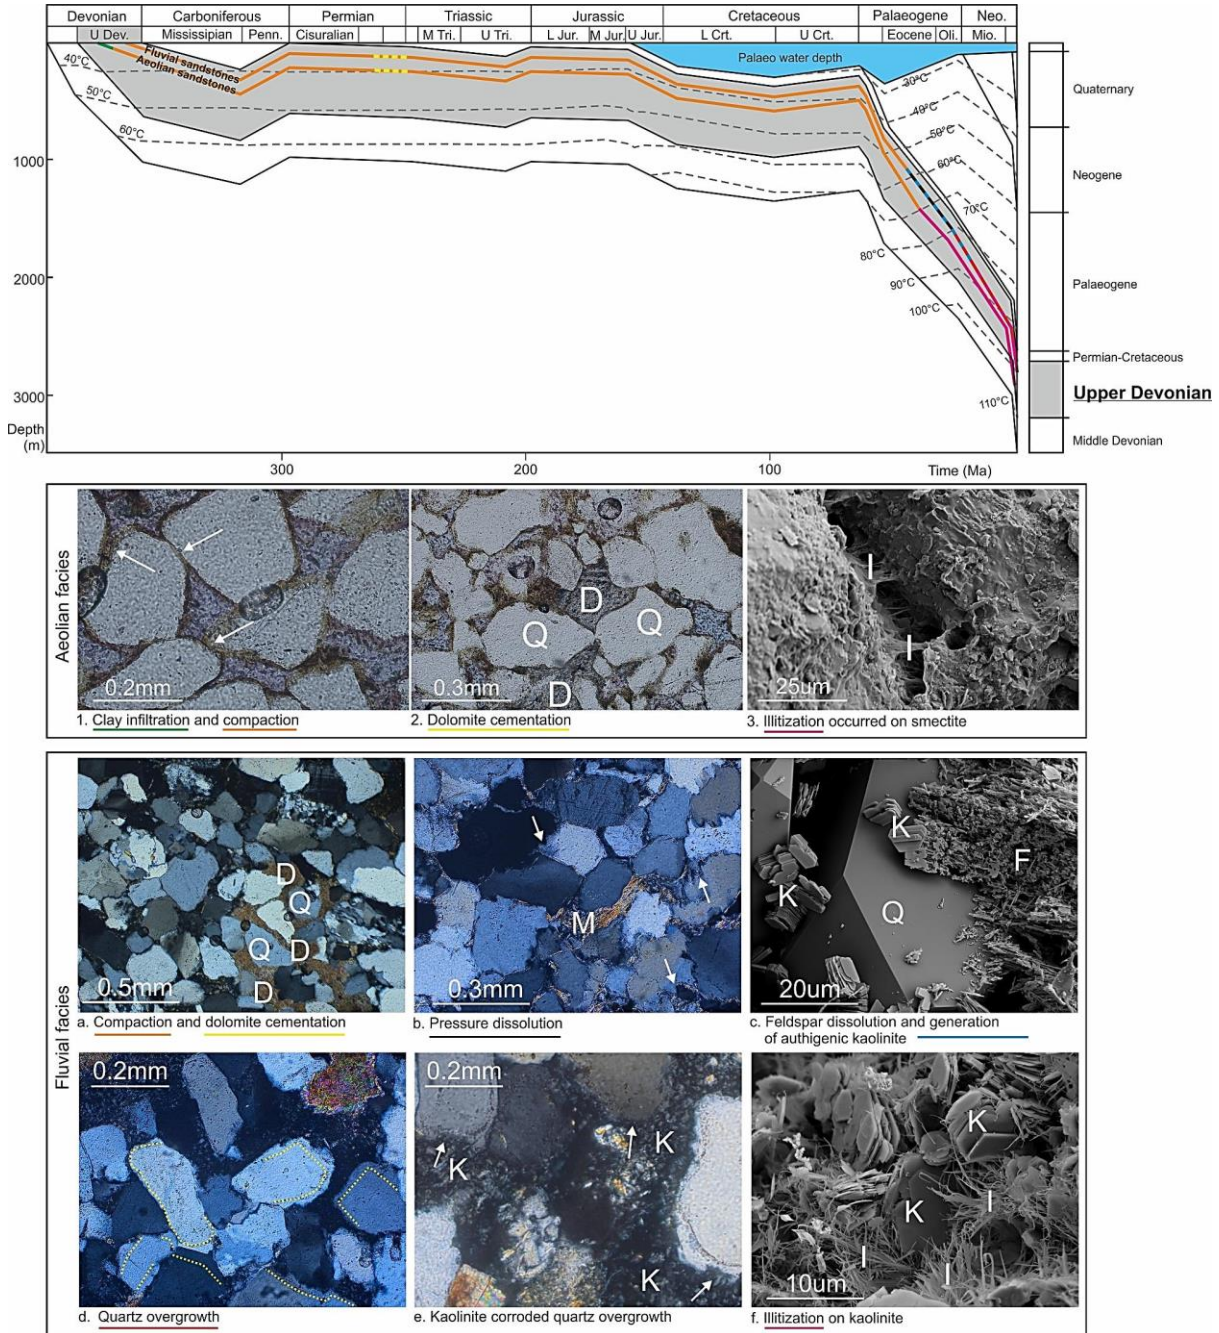 Devonian Carboniferous Permian Triassic Jurassic Cretaceous Palaeogene Neo.
U Dev. Mississipian Penn. Cisuralian M Tri. U Tri. L Jur. M Jur. U Jur. L Crt. U Crt. Eocene Oli. Mio.
Fluvial sandstones
Aeolian sandstones
Palaeo water depth
40°C
50°C
60°C
30°C
40°C
50°C
60°C
70°C
80°C
90°C
100°C
110°C
1000
2000
3000
Depth
(m)
300 200 100 Time (Ma)
Quaternary
Neogene
Palaeogene
Permian-Cretaceous
Upper Devonian
Middle Devonian
Aeolian facies
0.2mm
D
Q Q
D
0.3mm
I
I
25um
1. Clay infiltration and compaction
2. Dolomite cementation
3. Illitization occurred on smectite
Fluvial facies
D
Q
Q D
D
0.5mm
M
0.3mm
K
F
K
Q
20um
a. Compaction and dolomite cementation
b. Pressure dissolution
c. Feldspar dissolution and generation
of authigenic kaolinite
0.2mm
0.2mm
K
K
K
K
K
I
I
I
10um
d. Quartz overgrowth
e. Kaolinite corroded quartz overgrowth
f. Illitization on kaolinite